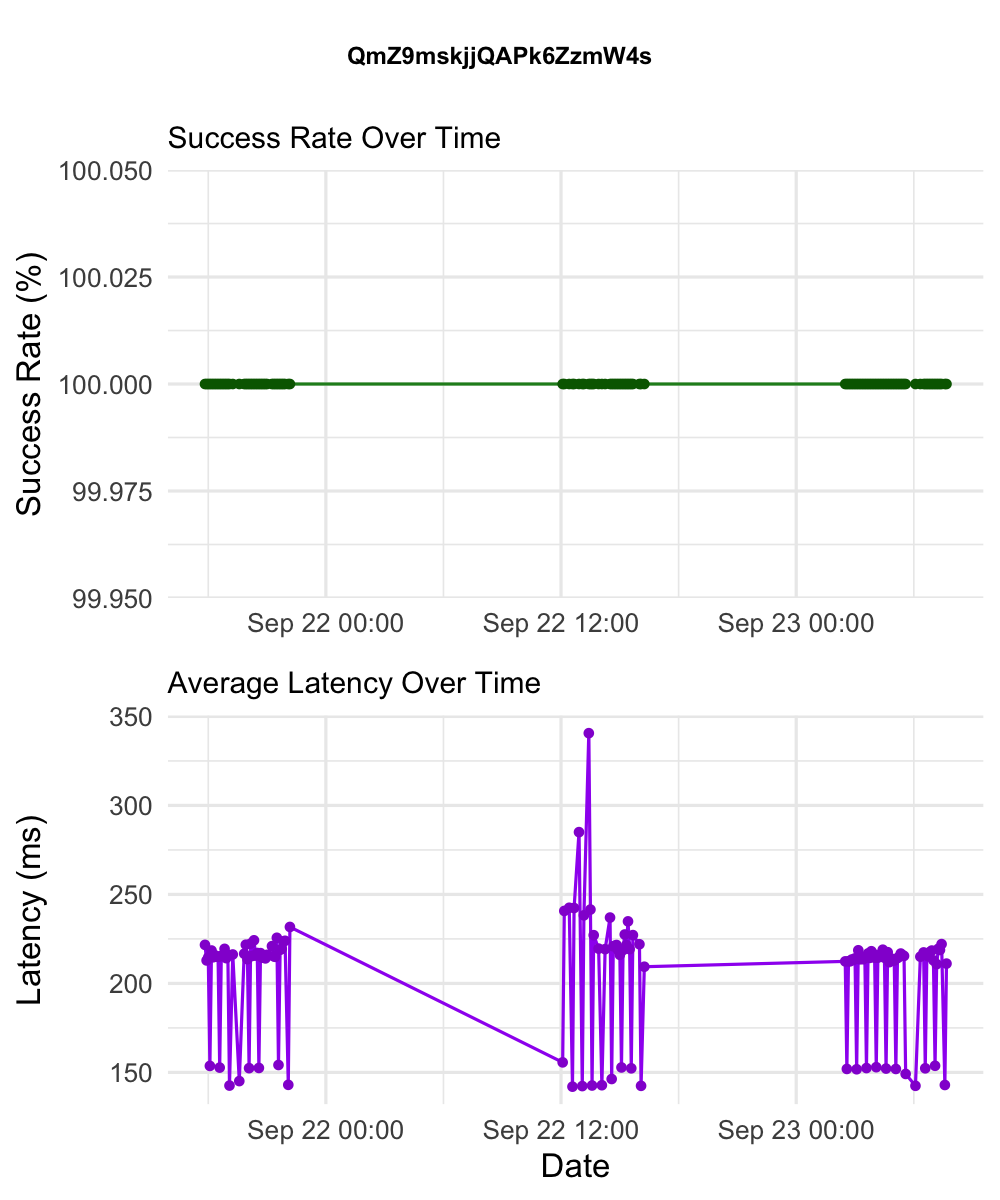 QmZ9mskjjQAPk6ZzmW4s
Success Rate Over Time
Success Rate (%)
100.050
100.025
100.000
99.975
99.950
Sep 22 00:00 Sep 22 12:00 Sep 23 00:00
Average Latency Over Time
Latency (ms)
350
300
250
200
150
Sep 22 00:00 Sep 22 12:00 Sep 23 00:00
Date